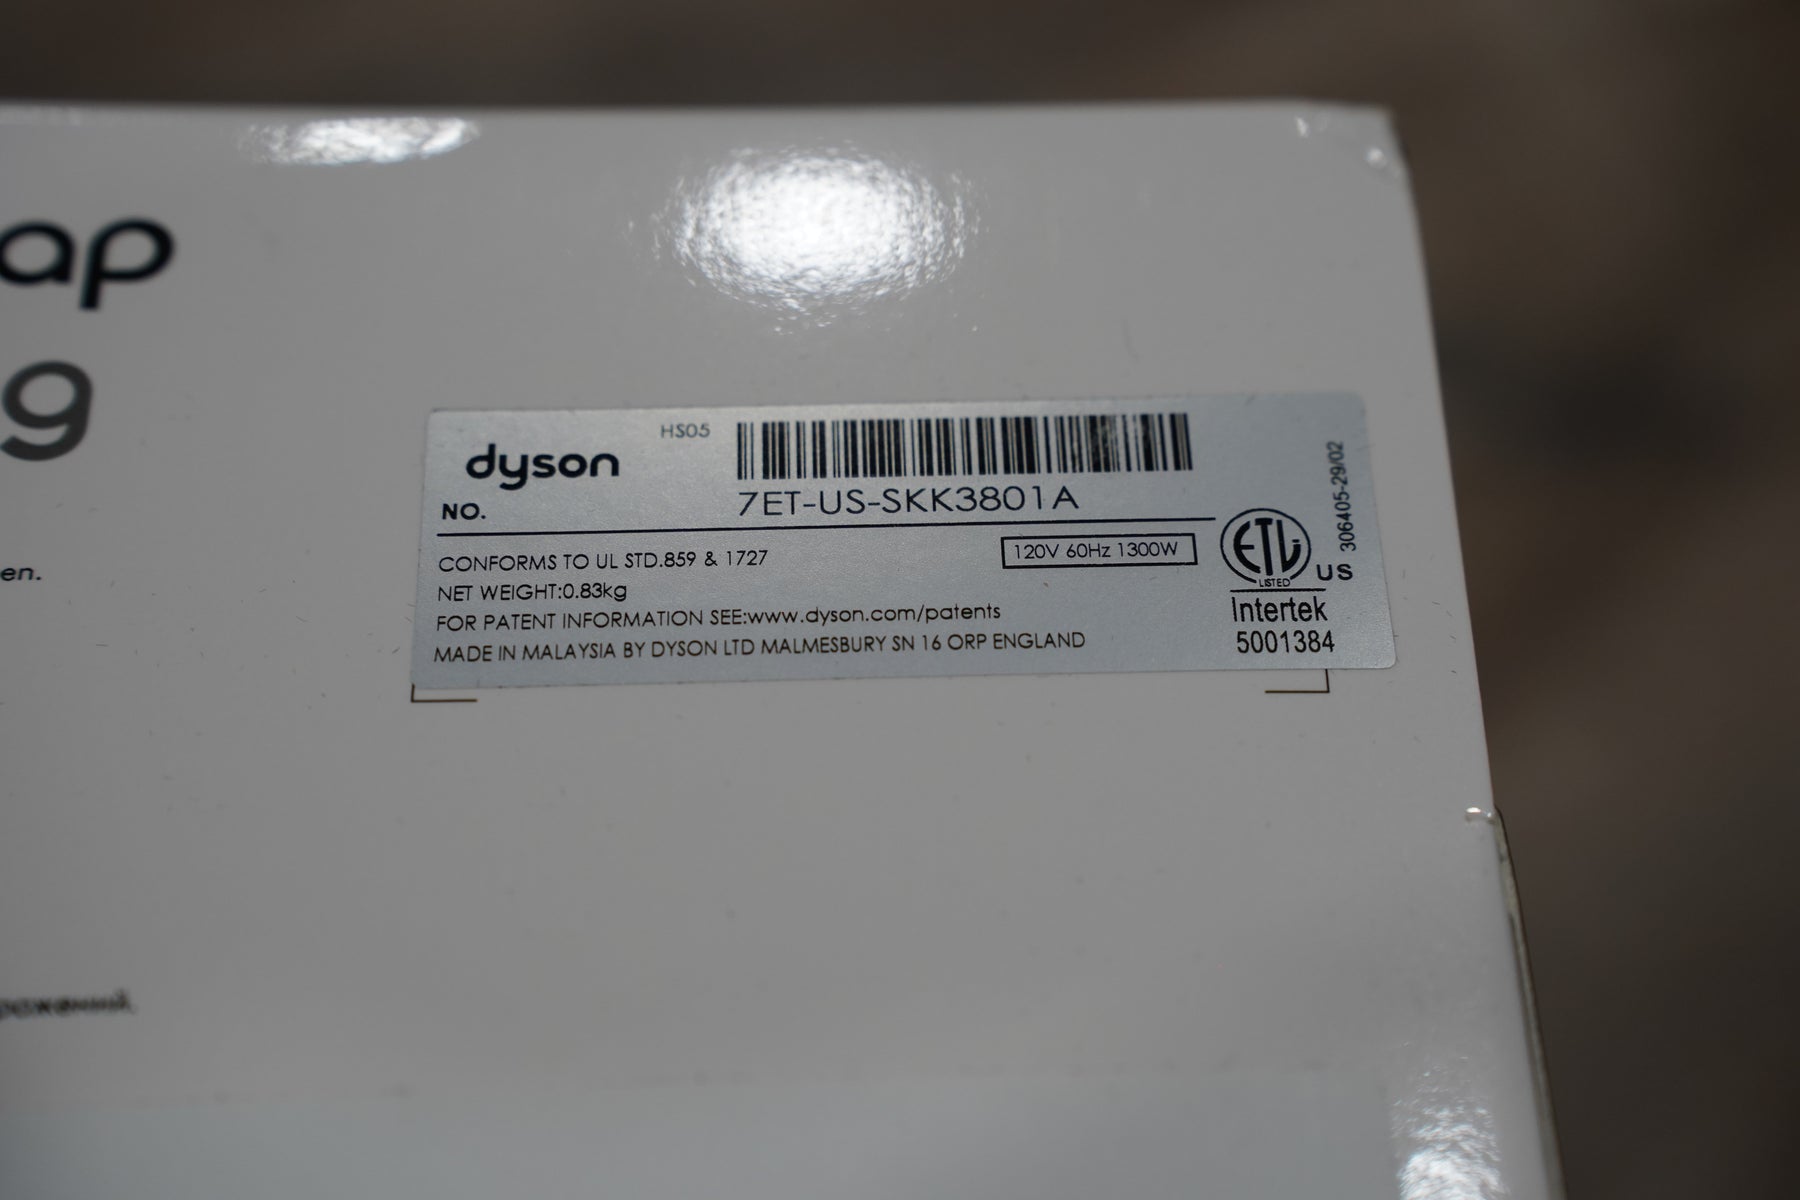 ap
g
en.
dyson
HS05
NO.
7ET-US-SKK3801A
CONFORMS TO UL STD.859 & 1727
120V 60Hz 1300W
NET WEIGHT:0.83kg
FOR PATENT INFORMATION SEE:www.dyson.com/patents
MADE IN MALAYSIA BY DYSON LTD MALMESBURY SN 16 ORP ENGLAND
ETL
LISTED
US
Intertek
5001384
306405-29/02